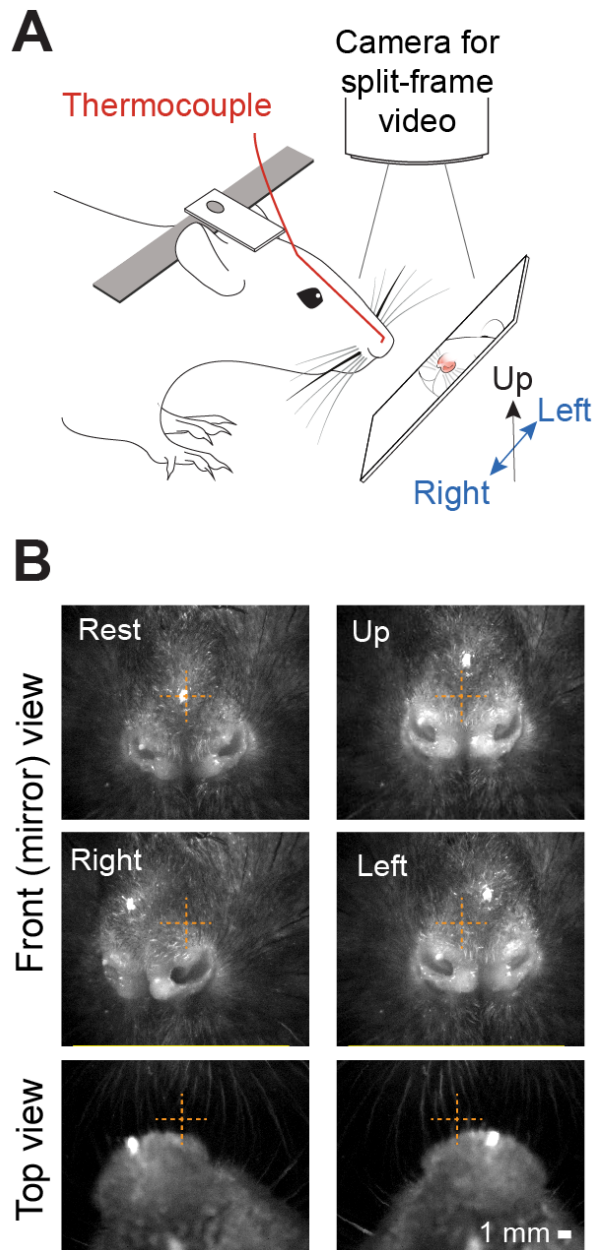 A
Camera for
split-frame
video
Thermocouple
Up
Left
Right
B
Front (mirror) view
Rest
Up
Right
Left
Top view
1 mm